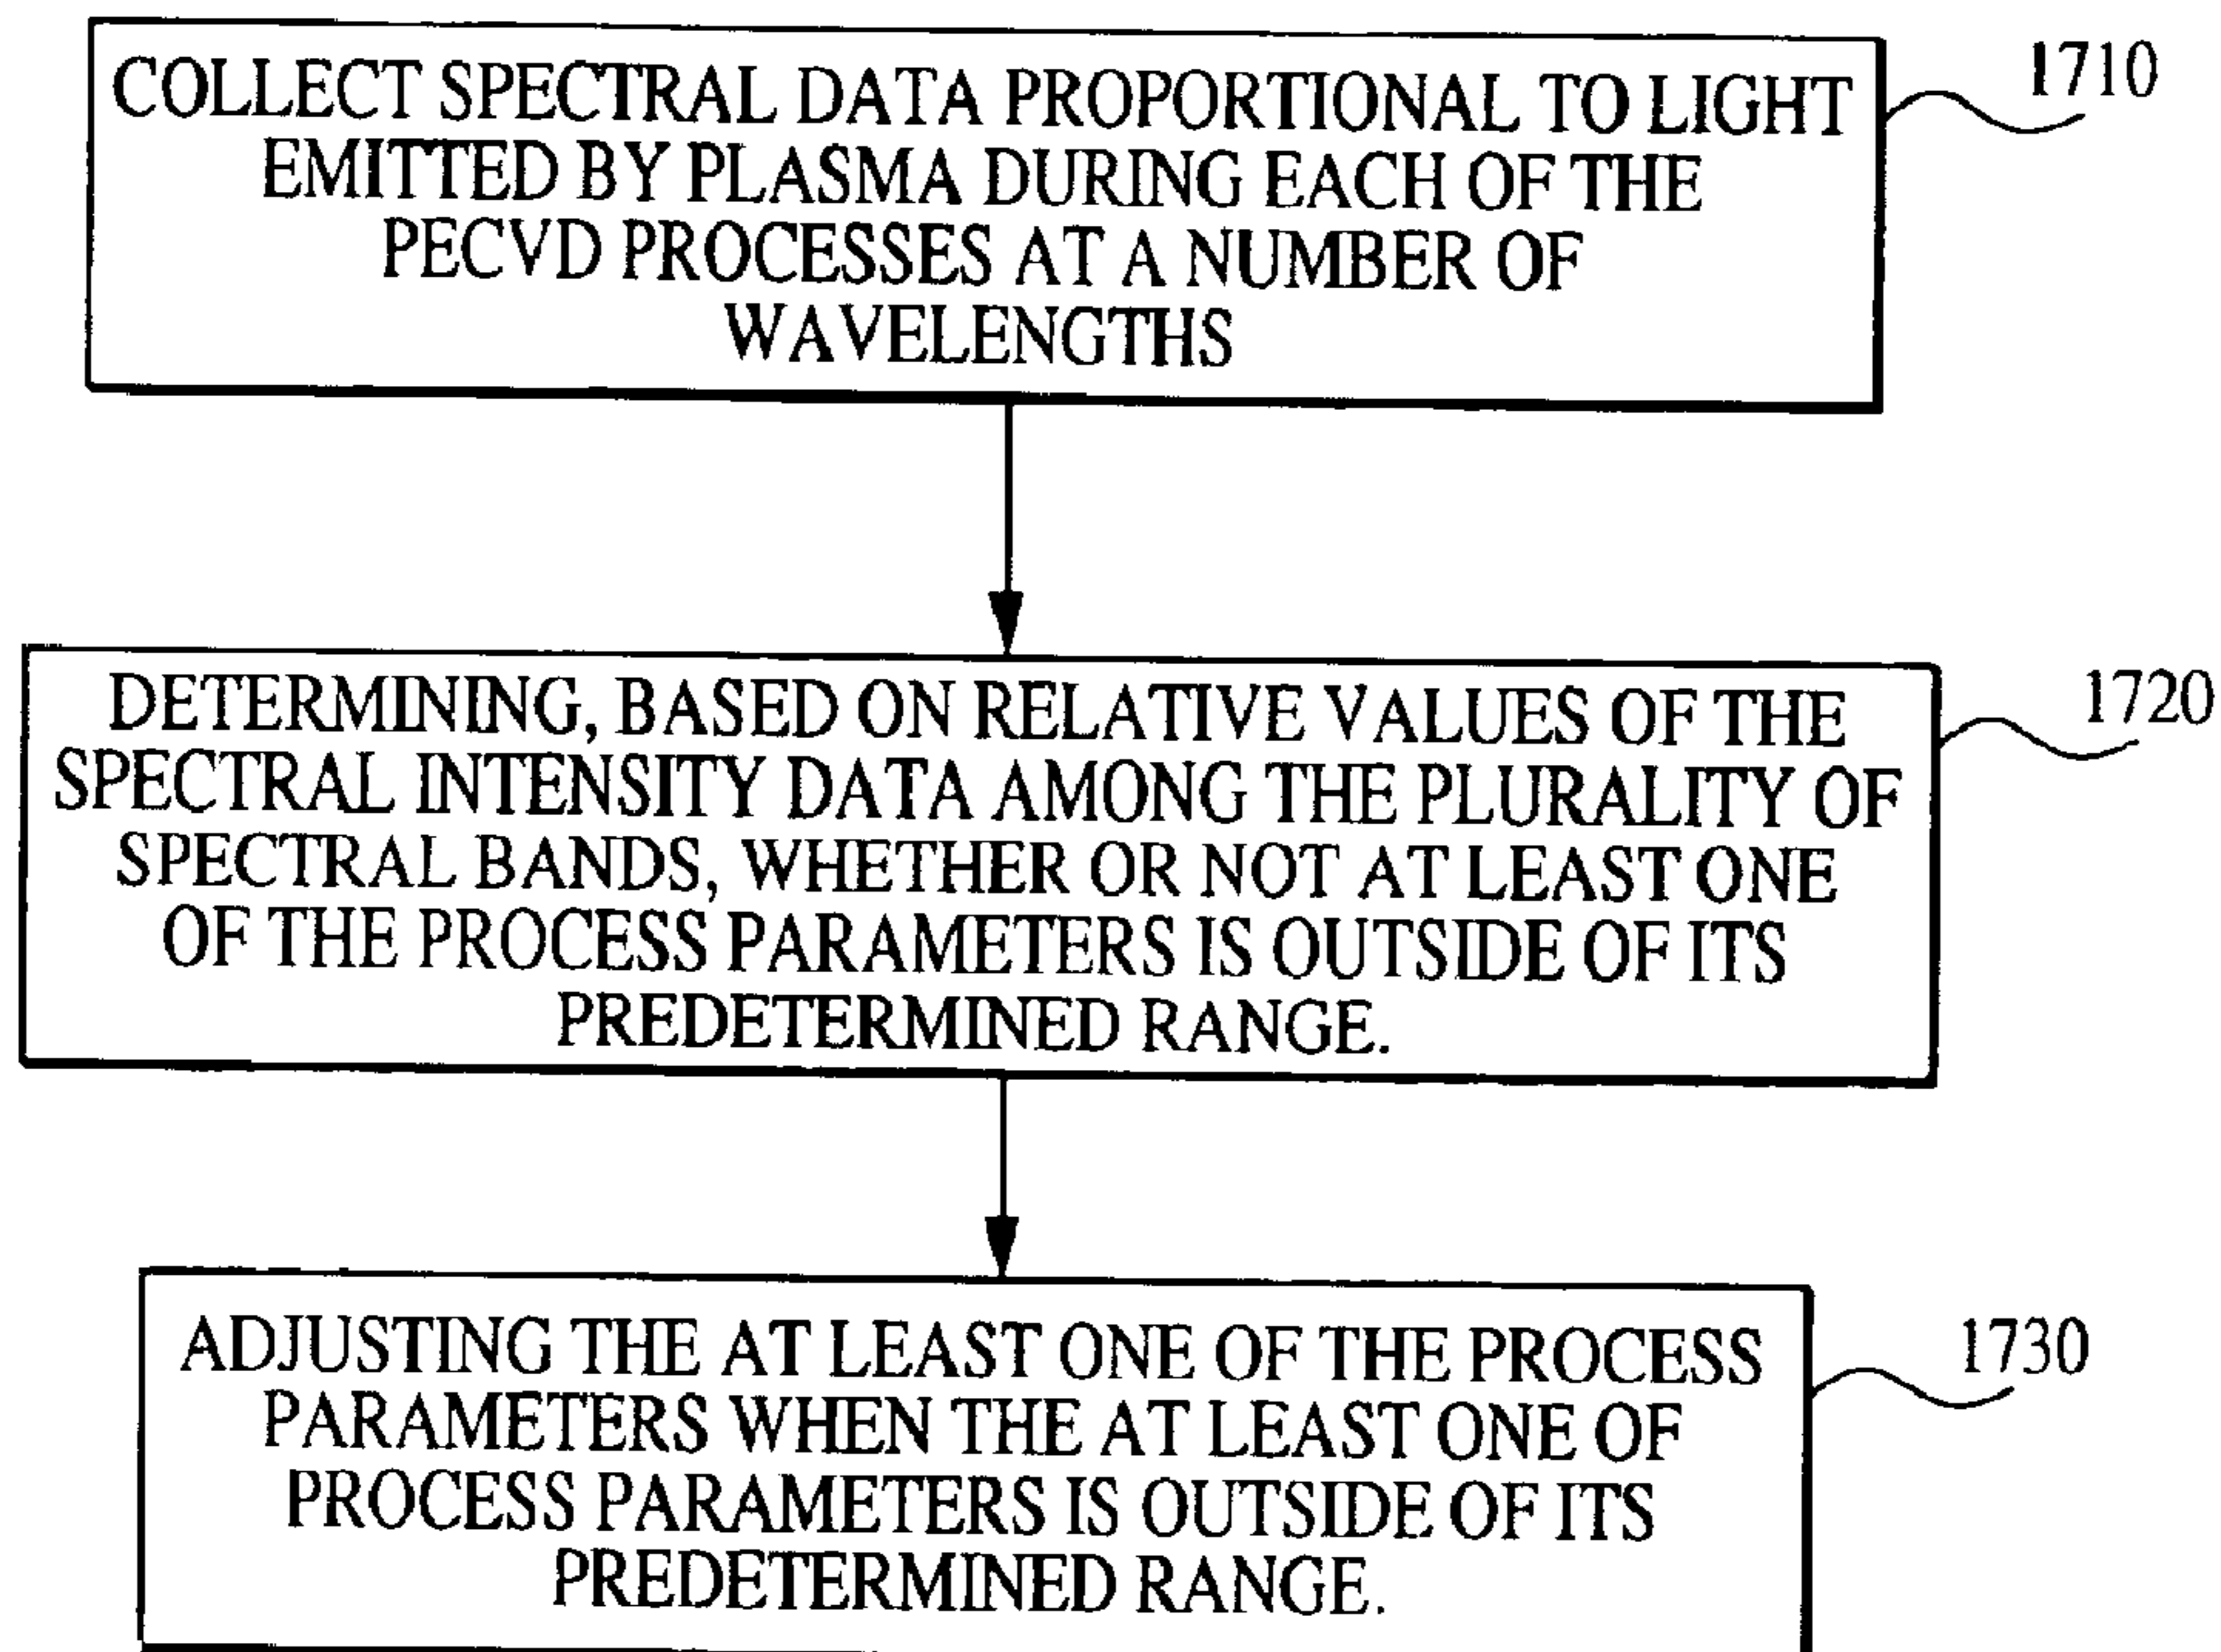 COLLECT SPECTRAL DATA PROPORTIONAL TO LIGHT
EMITTED BY PLASMA DURING EACH OF THE
PECVD PROCESSES AT A NUMBER OF
WAVELENGTHS
1710
DETERMINING, BASED ON RELATIVE VALUES OF THE
SPECTRAL INTENSITY DATA AMONG THE PLURALITY OF
SPECTRAL BANDS, WHETHER OR NOT AT LEAST ONE
OF THE PROCESS PARAMETERS IS OUTSIDE OF ITS
PREDETERMINED RANGE.
1720
ADJUSTING THE AT LEAST ONE OF THE PROCESS
PARAMETERS WHEN THE AT LEAST ONE OF
PROCESS PARAMETERS IS OUTSIDE OF ITS
PREDETERMINED RANGE.
1730